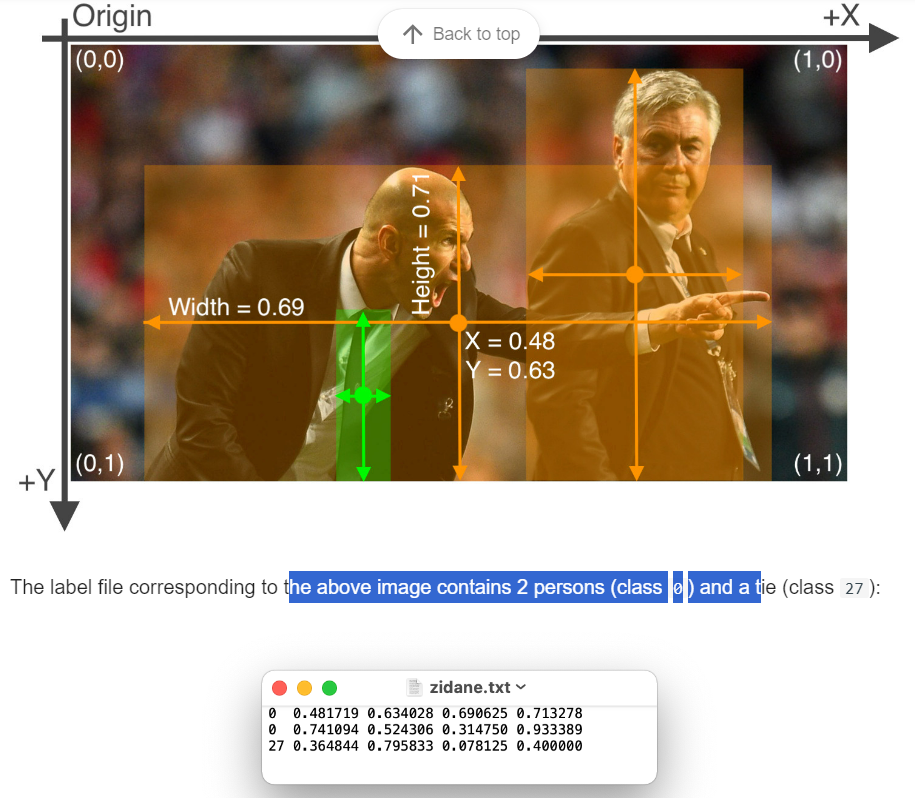 Origin
+X
Back to top
(0,0)
(1,0)
Height = 0.71
Width = 0.69
X = 0.48
Y = 0.63
(0,1)
(1,1)
+Y
The label file corresponding to the above image contains 2 persons (class 0) and a tie (class 27):
zidane.txt
0 0.481719 0.634028 0.690625 0.713278
0 0.741094 0.524306 0.314750 0.933389
27 0.364844 0.795833 0.078125 0.400000